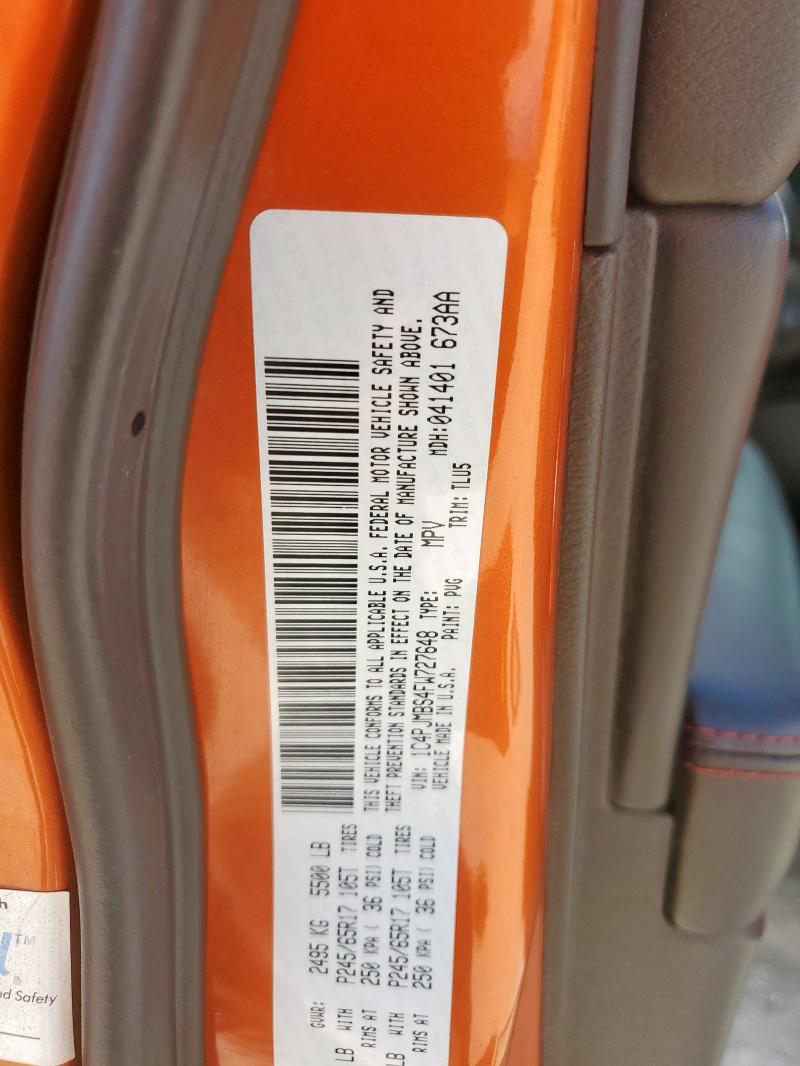 GVWR: 2495 KG 5500 LB
LB WITH P245/65R17 105T TIRES
RIMS AT 250 KPA ( 36 PSI) COLD
LB WITH P245/65R17 105T TIRES
RIMS AT 250 KPA ( 36 PSI) COLD
THIS VEHICLE CONFORMS TO ALL APPLICABLE U.S.A. FEDERAL MOTOR VEHICLE SAFETY AND
THEFT PREVENTION STANDARDS IN EFFECT ON THE DATE OF MANUFACTURE SHOWN ABOVE.
VIN: 1C4PJMBS4FW727648 TYPE: MPV MDH:041401 673AA
VEHICLE MADE IN U.S.A. PAINT: PVG TRIM: TLU5
TM
®
nd Safety